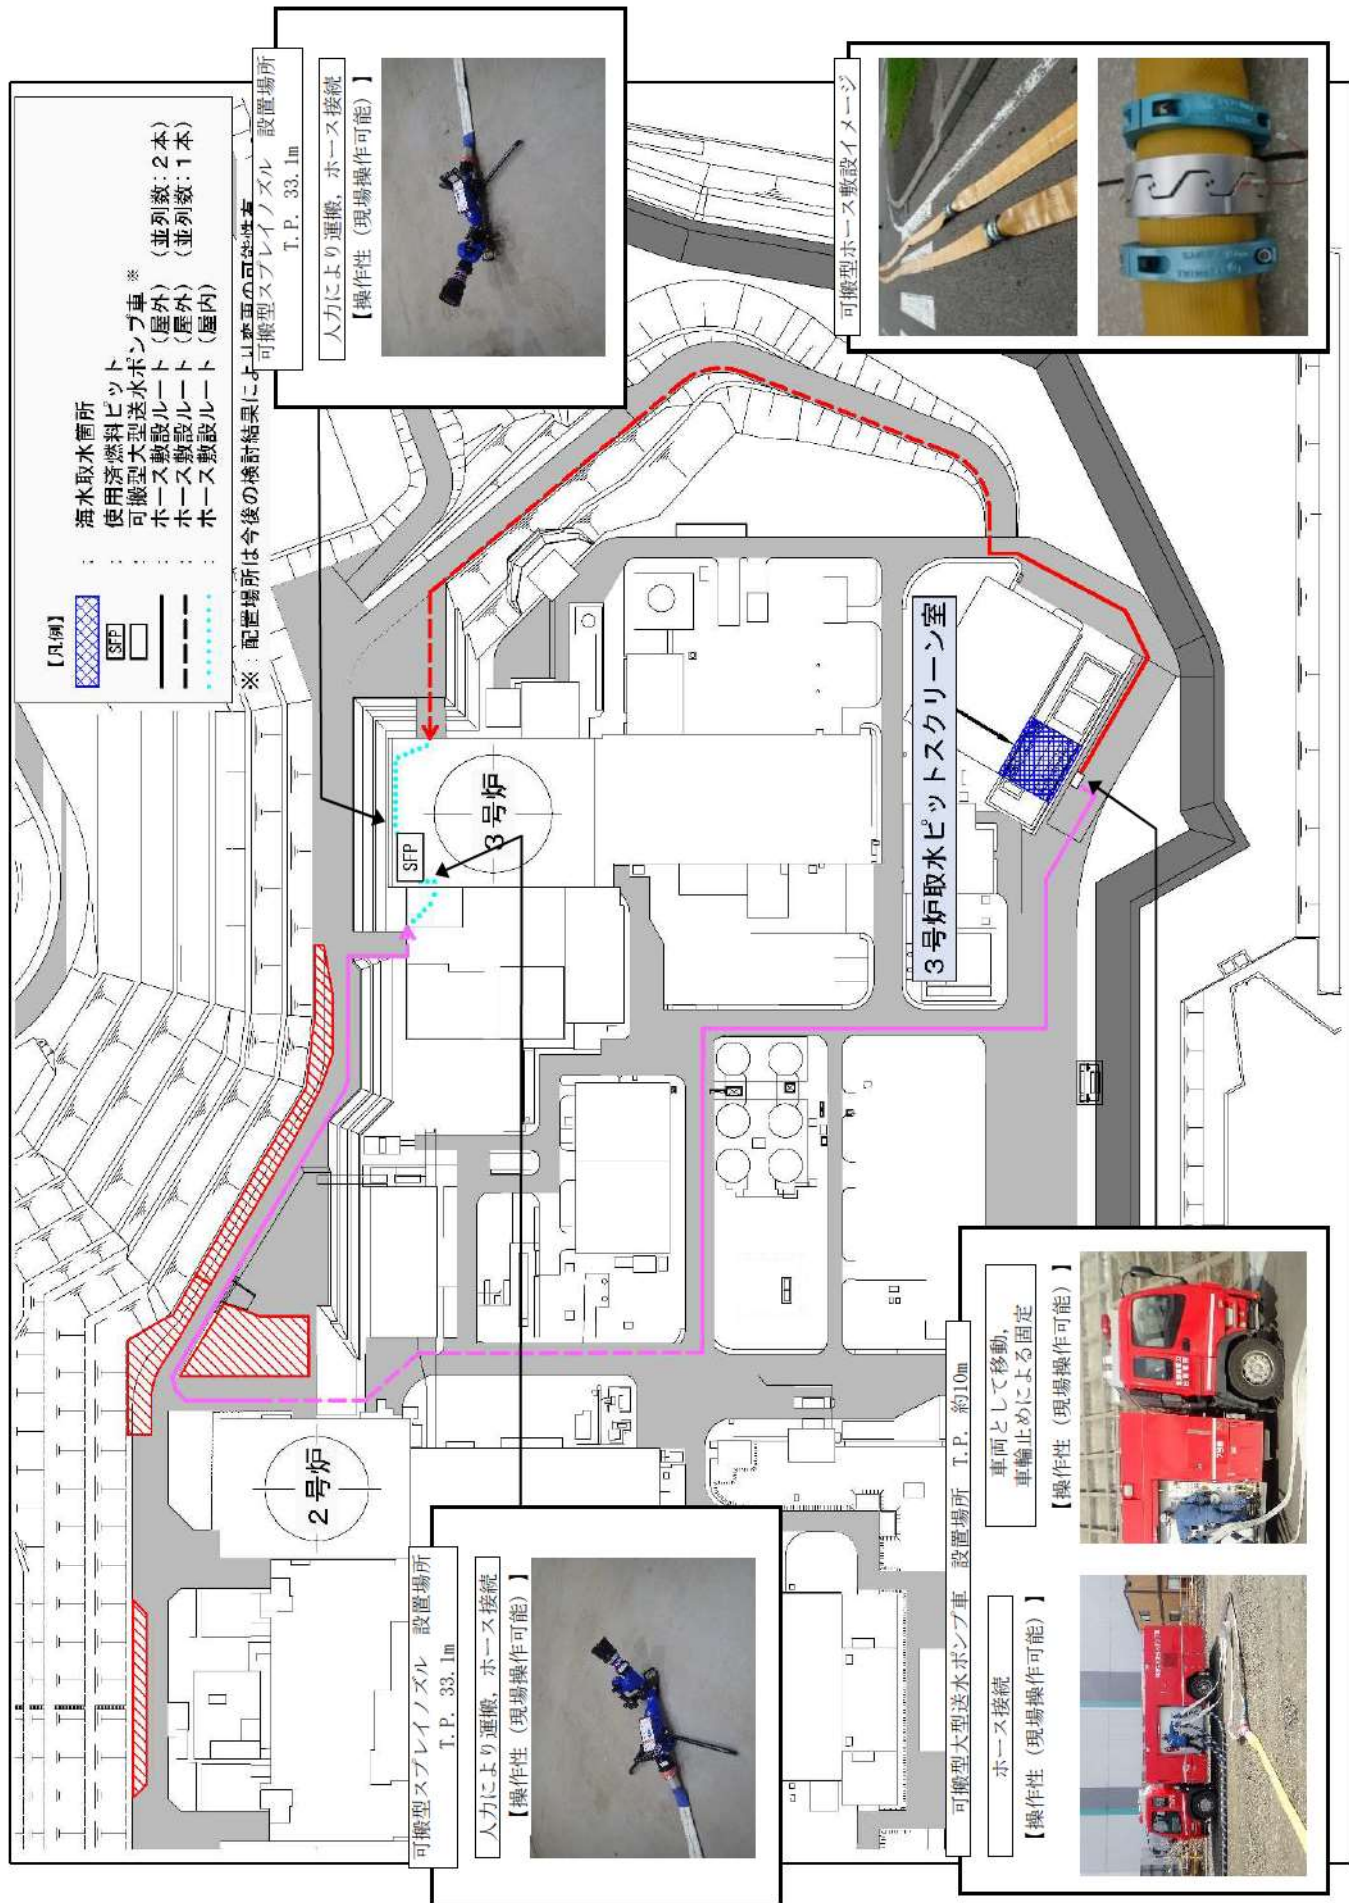 【凡例】
： 海水取水箇所
SFP ： 使用済燃料ピット
： 可搬型大型送水ポンプ車 ※
： ホース敷設ルート（屋外）（並列数：２本）
： ホース敷設ルート（屋外）（並列数：１本）
： ホース敷設ルート（屋内）
※：配置場所は今後の検討結果により変更の可能性有
可搬型スプレイノズル 設置場所
T.P. 33.1m
人力により運搬，ホース接続
【操作性（現場操作可能）】
可搬型ホース敷設イメージ
SFP
３号炉
３号炉取水ピットスクリーン室
２号炉
可搬型スプレイノズル 設置場所
T.P. 33.1m
人力により運搬，ホース接続
【操作性（現場操作可能）】
可搬型大型送水ポンプ車 設置場所 T.P. 約10m
ホース接続
【操作性（現場操作可能）】
車両として移動，
車輪止めによる固定
【操作性（現場操作可能）】